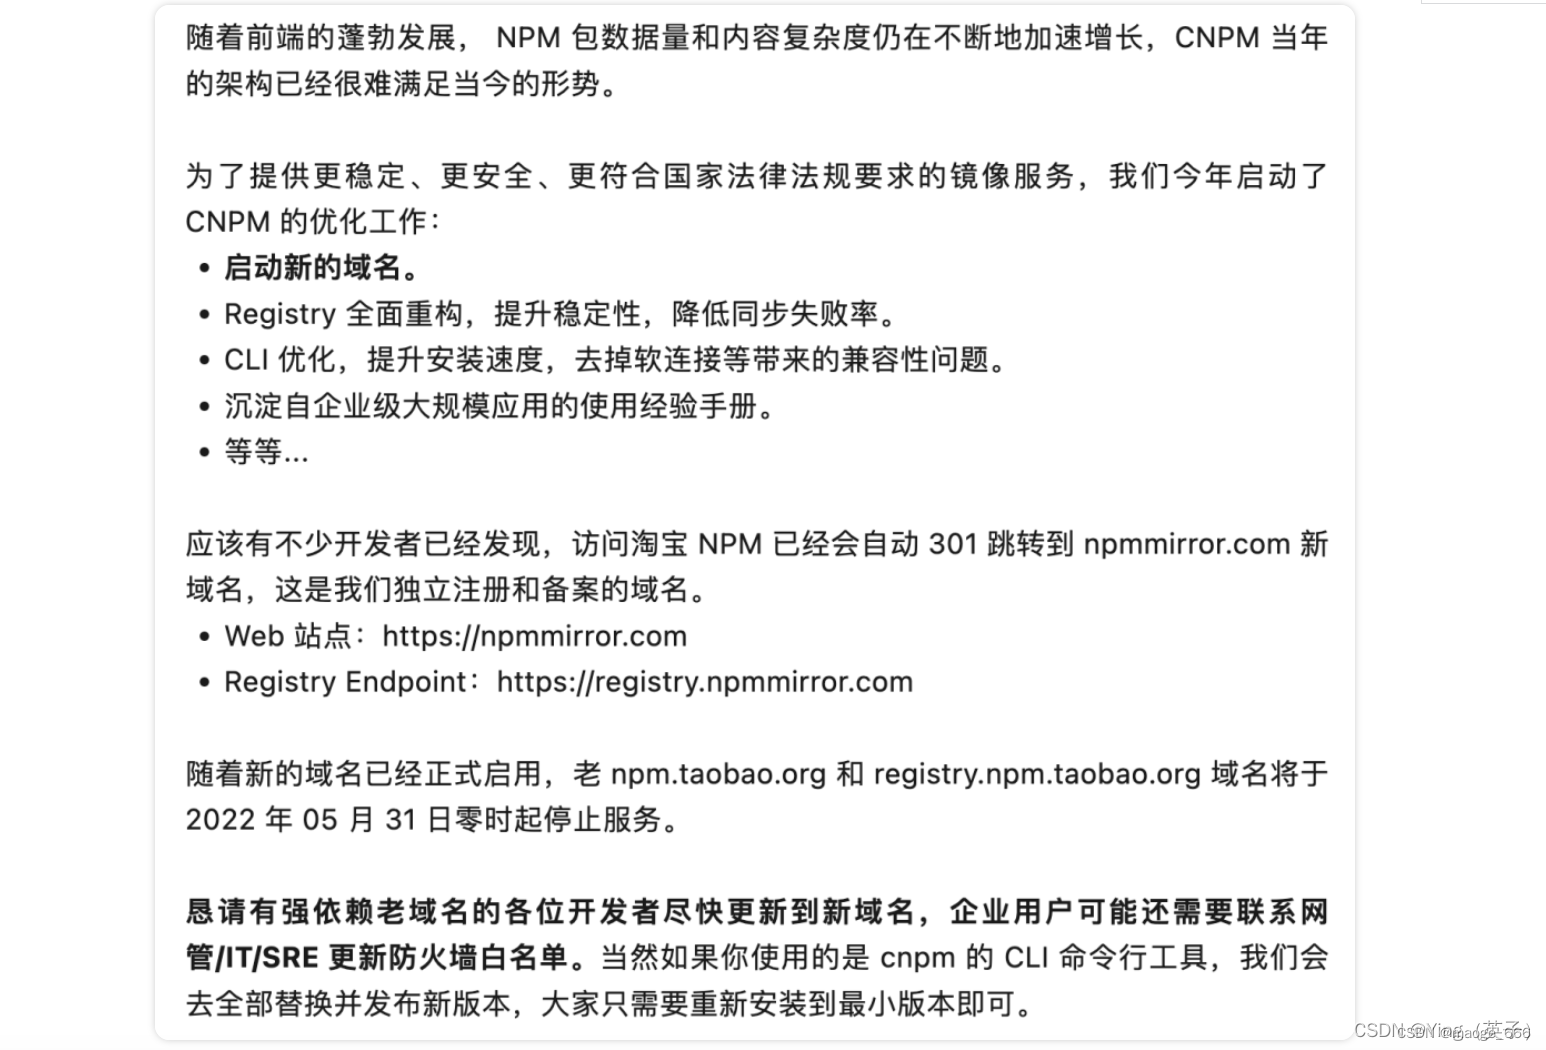 随着前端的蓬勃发展， NPM 包数据量和内容复杂度仍在不断地加速增长，CNPM 当年
的架构已经很难满足当今的形势。
为了提供更稳定、更安全、更符合国家法律法规要求的镜像服务，我们今年启动了
CNPM 的优化工作：
• 启动新的域名。
• Registry 全面重构，提升稳定性，降低同步失败率。
• CLI 优化，提升安装速度，去掉软连接等带来的兼容性问题。
• 沉淀自企业级大规模应用的使用经验手册。
• 等等...
应该有不少开发者已经发现，访问淘宝 NPM 已经会自动 301 跳转到 npmmirror.com 新
域名，这是我们独立注册和备案的域名。
• Web 站点：https://npmmirror.com
• Registry Endpoint：https://registry.npmmirror.com
随着新的域名已经正式启用，老 npm.taobao.org 和 registry.npm.taobao.org 域名将于
2022 年 05 月 31 日零时起停止服务。
恳请有强依赖老域名的各位开发者尽快更新到新域名，企业用户可能还需要联系网
管/IT/SRE 更新防火墙白名单。当然如果你使用的是 cnpm 的 CLI 命令行工具，我们会
去全部替换并发布新版本，大家只需要重新安装到最小版本即可。
CSDN @Ying（英子）